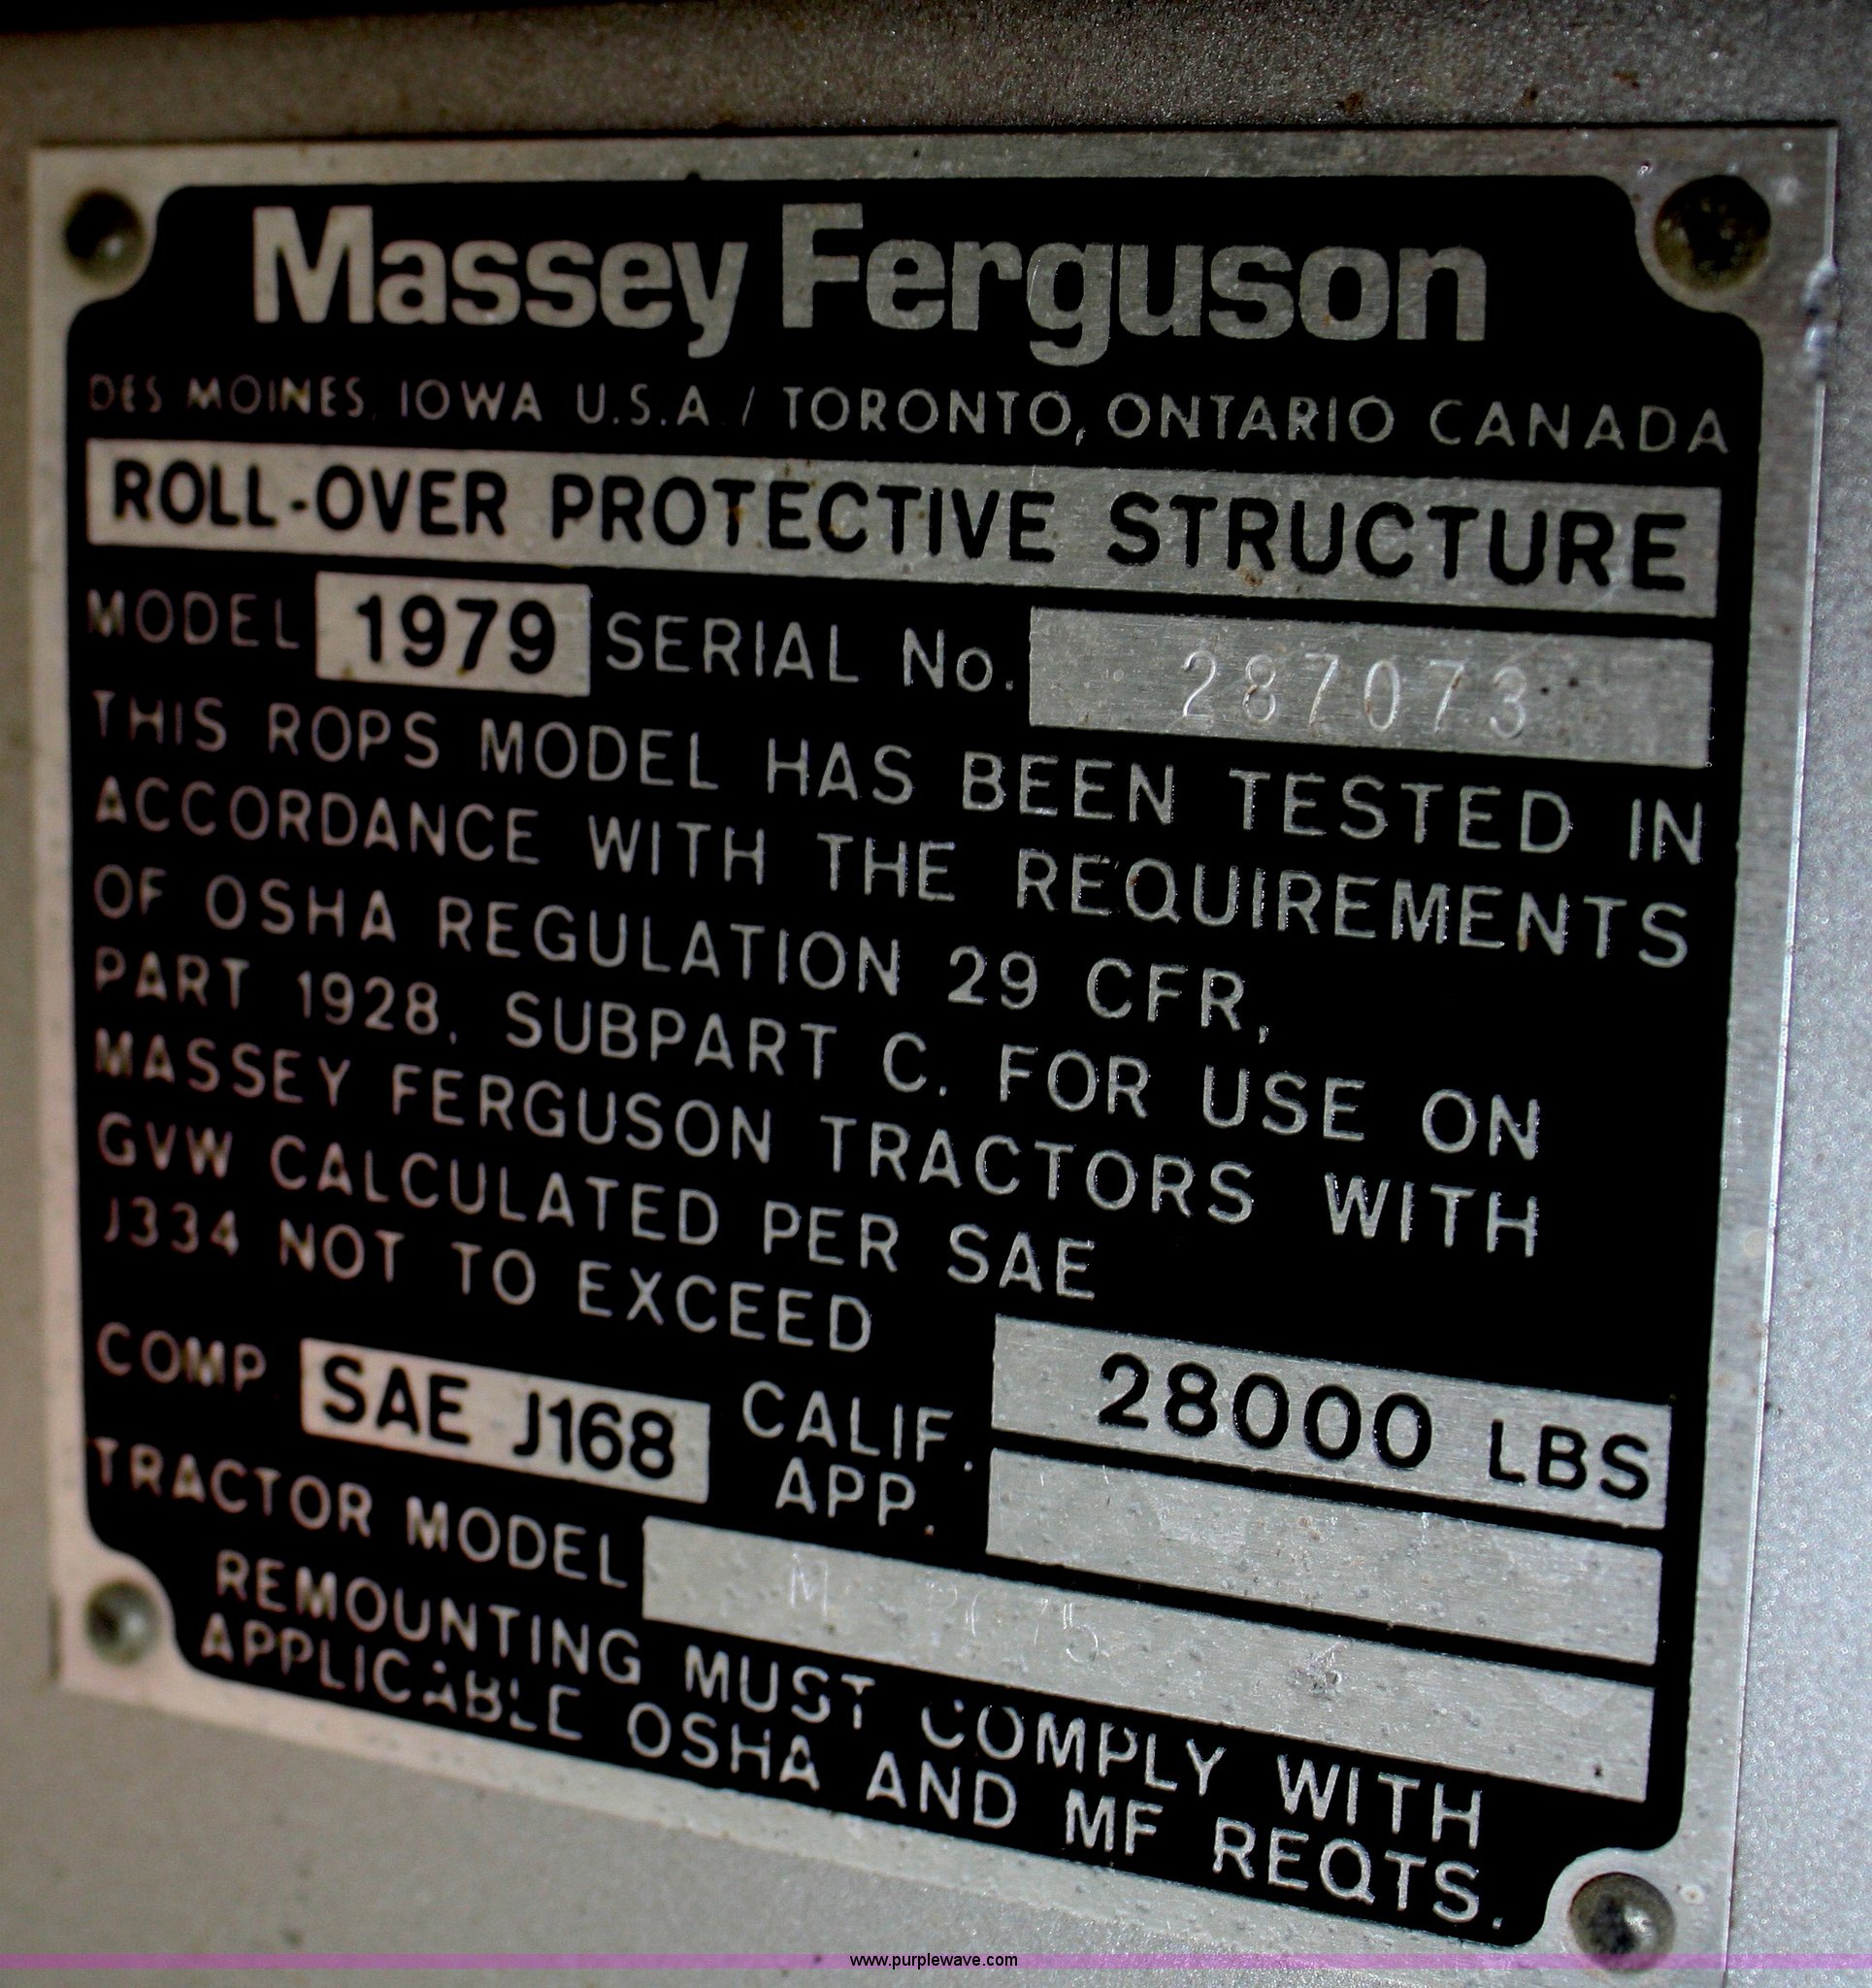 Massey Ferguson
DES MOINES, IOWA U.S.A. / TORONTO, ONTARIO CANADA
ROLL-OVER PROTECTIVE STRUCTURE
MODEL 1979 SERIAL No. 287073
THIS ROPS MODEL HAS BEEN TESTED IN
ACCORDANCE WITH THE REQUIREMENTS
OF OSHA REGULATION 29 CFR,
PART 1928, SUBPART C. FOR USE ON
MASSEY FERGUSON TRACTORS WITH
GVW CALCULATED PER SAE
J334 NOT TO EXCEED 28000 LBS
COMP. SAE J168 CALIF.
APP.
TRACTOR MODEL
REMOUNTING MUST COMPLY WITH
APPLICABLE OSHA AND MF REQTS.
www.purplewave.com